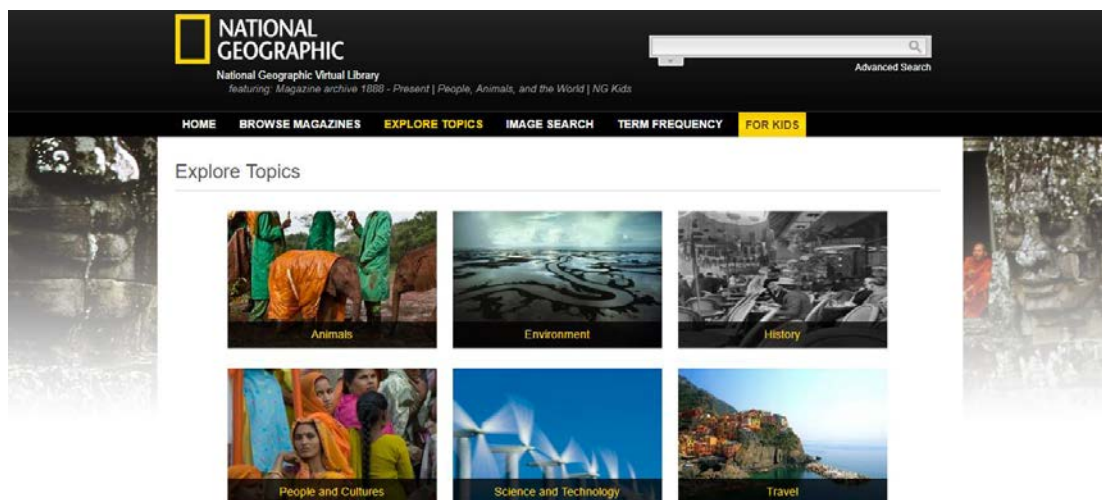 NATIONAL
GEOGRAPHIC
National Geographic Virtual Library
featuring: Magazine archive 1888 - Present | People, Animals, and the World | NG Kids
Advanced Search
HOME BROWSE MAGAZINES EXPLORE TOPICS IMAGE SEARCH TERM FREQUENCY FOR KIDS
Explore Topics
Animals Environment History
People and Cultures Science and Technology Travel